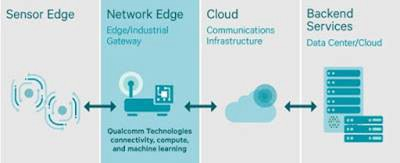 Sensor Edge
Network Edge
Edge/Industrial
Gateway
Qualcomm Technologies
connectivity, compute,
and machine learning
Cloud
Communications
Infrastructure
Backend
Services
Data Center/Cloud